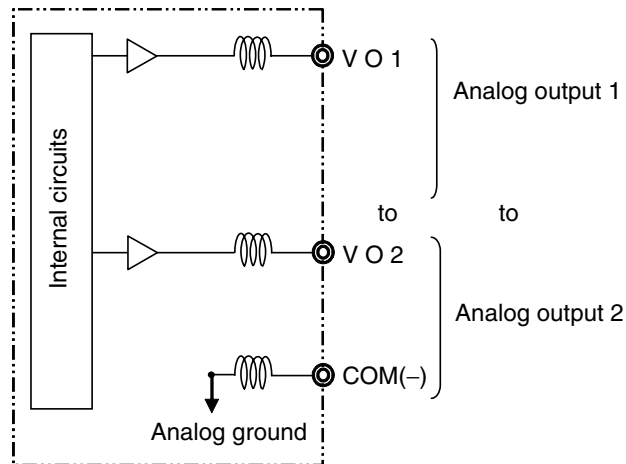 V O 1
Analog output 1
Internal circuits
to to
V O 2
Analog output 2
COM(−)
Analog ground